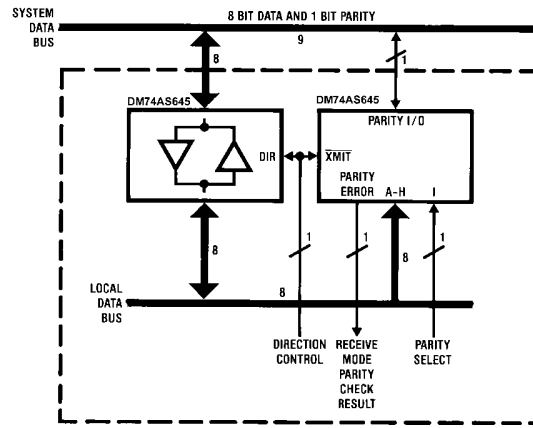 SYSTEM
DATA
BUS
8 BIT DATA AND 1 BIT PARITY
9
8
1
DM74AS645
DM74AS645
PARITY I/O
DIR
XMIT
PARITY
ERROR
A-H
I
8
1
1
8
1
LOCAL
DATA
BUS
8
DIRECTION
CONTROL
RECEIVE
MODE
PARITY
CHECK
RESULT
PARITY
SELECT